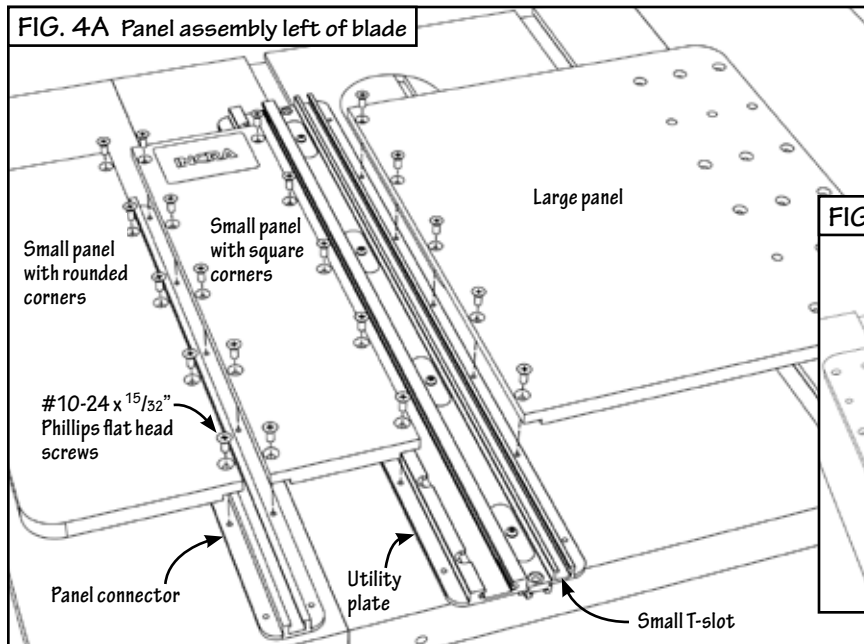 FIG. 4A Panel assembly left of blade
INCRA
Large panel
FIG
Small panel
with rounded
corners
Small panel
with square
corners
#10-24 x 15/32"
Phillips flat head
screws
Panel connector
Utility
plate
Small T-slot